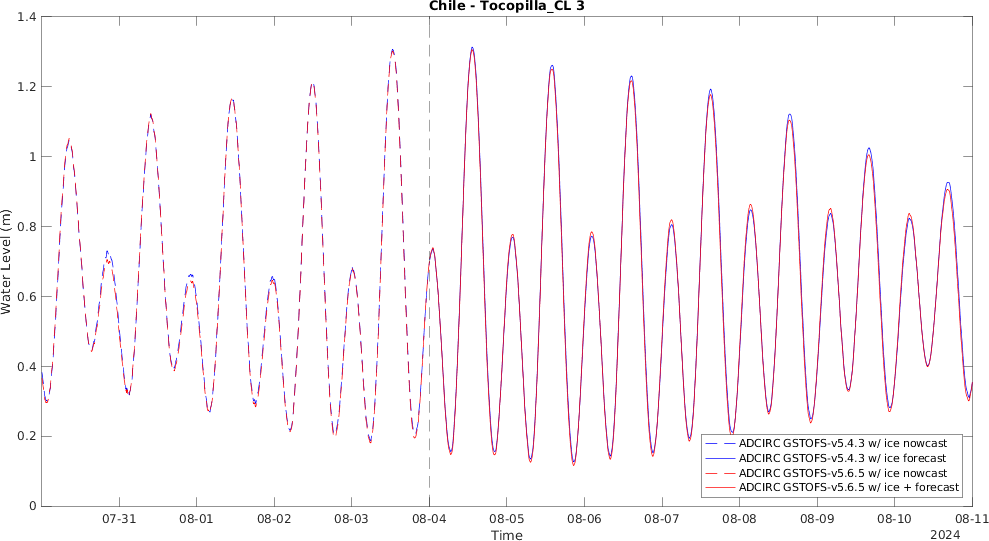 Chile - Tocopilla_CL 3
Water Level (m)
1.4
1.2
1
0.8
0.6
0.4
0.2
0
07-31 08-01 08-02 08-03 08-04 08-05 08-06 08-07 08-08 08-09 08-10 08-11
Time
2024
ADCIRC GSTOFS-v5.4.3 w/ ice nowcast
ADCIRC GSTOFS-v5.4.3 w/ ice forecast
ADCIRC GSTOFS-v5.6.5 w/ ice nowcast
ADCIRC GSTOFS-v5.6.5 w/ ice + forecast